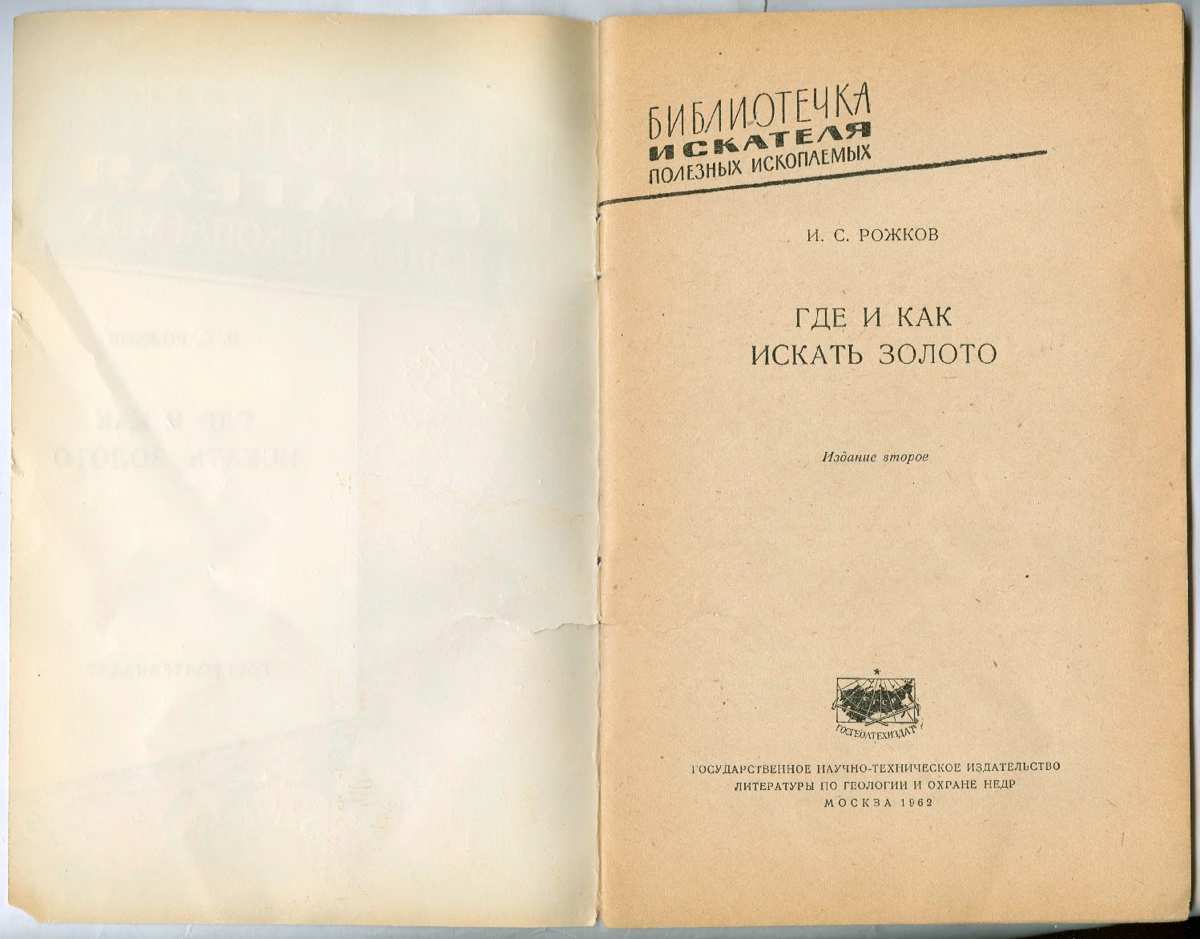 БИБЛИОТЕЧКА
ИСКАТЕЛЯ
ПОЛЕЗНЫХ ИСКОПАЕМЫХ
И. С. РОЖКОВ
ГДЕ И КАК
ИСКАТЬ ЗОЛОТО
Издание второе
ГОСГЕОЛТЕХИЗДАТ
ГОСУДАРСТВЕННОЕ НАУЧНО-ТЕХНИЧЕСКОЕ ИЗДАТЕЛЬСТВО
ЛИТЕРАТУРЫ ПО ГЕОЛОГИИ И ОХРАНЕ НЕДР
МОСКВА 1962